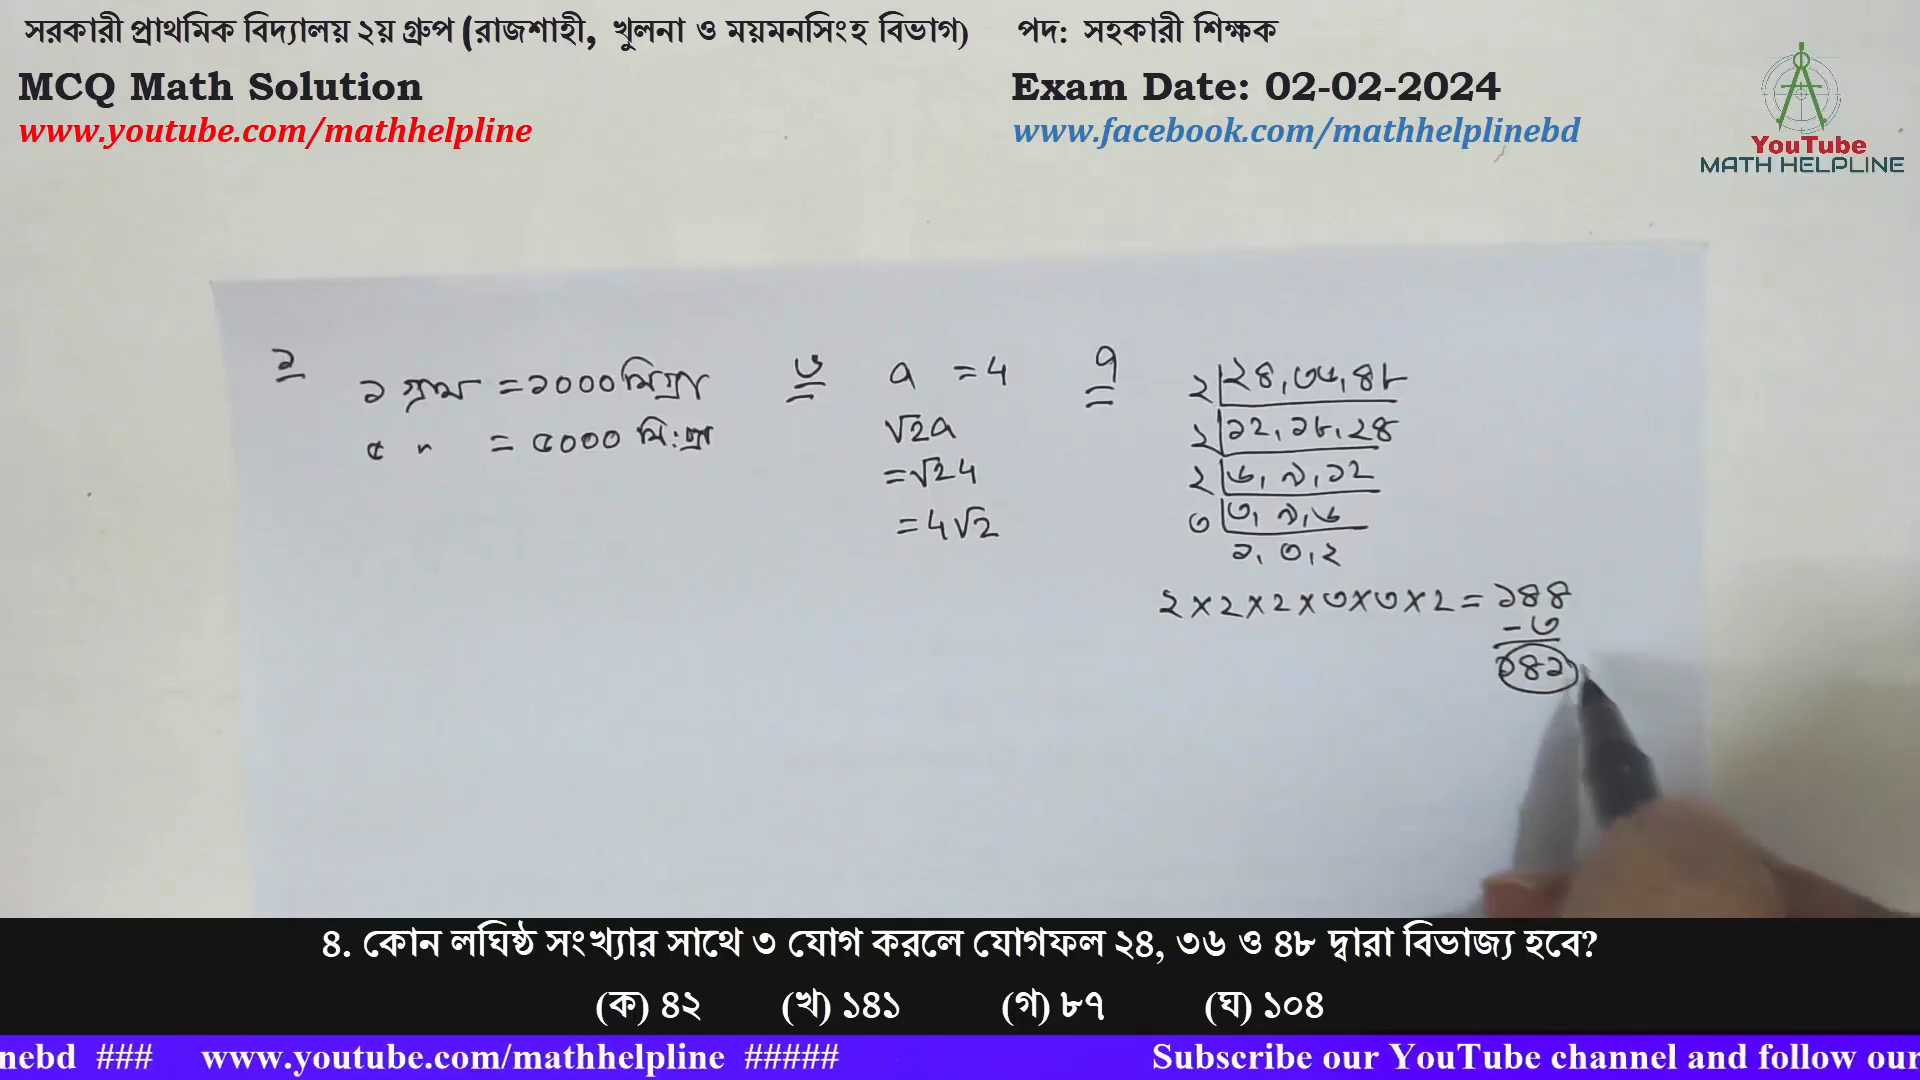 সরকারী প্রাথমিক বিদ্যালয় ২য় গ্রুপ (রাজশাহী, খুলনা ও ময়মনসিংহ বিভাগ) পদ: সহকারী শিক্ষক
MCQ Math Solution
Exam Date: 02-02-2024
www.youtube.com/mathhelpline
www.facebook.com/mathhelplinebd
YouTube
MATH HELPLINE
১
১ গ্রাম = ১০০০ মিগ্রা
৫ " = ৫০০০ মি:গ্রা
৩
a = 4
√2a
= √2 4
= 4√2
২ | ২৪, ৩৬, ৪৮
২ | ১২, ১৮, ২৪
২ | ৬, ৯, ১২
৩ | ৩, ৯, ৬
১, ৩, ২
২ × ২ × ২ × ৩ × ৩ × ২ = ১৪৪
- ৩
১৪১
৪. কোন লঘিষ্ঠ সংখ্যার সাথে ৩ যোগ করলে যোগফল ২৪, ৩৬ ও ৪৮ দ্বারা বিভাজ্য হবে?
(ক) ৪২ (খ) ১৪১ (গ) ৮৭ (ঘ) ১০৪
nebd ### www.youtube.com/mathhelpline ##### Subscribe our YouTube channel and follow our